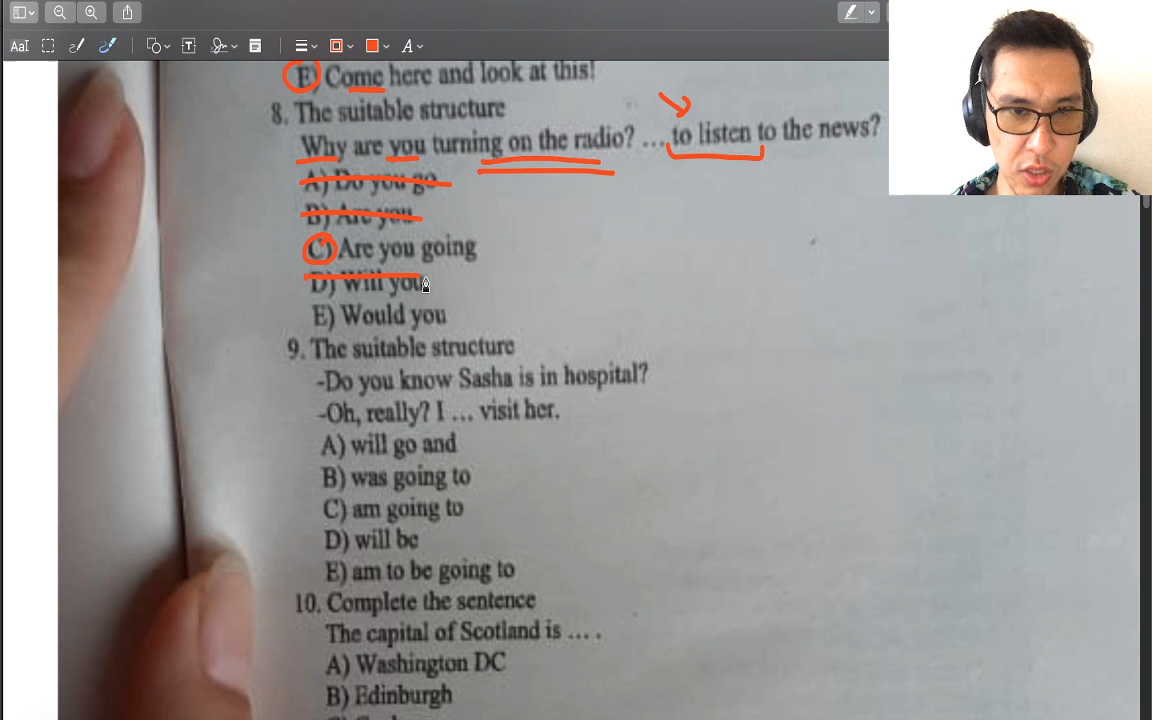 E) Come here and look at this!
8. The suitable structure
Why are you turning on the radio? ... to listen to the news?
A) Do you go
B) Are you
C) Are you going
D) Will you
E) Would you
9. The suitable structure
-Do you know Sasha is in hospital?
-Oh, really? I ... visit her.
A) will go and
B) was going to
C) am going to
D) will be
E) am to be going to
10. Complete the sentence
The capital of Scotland is ... .
A) Washington DC
B) Edinburgh